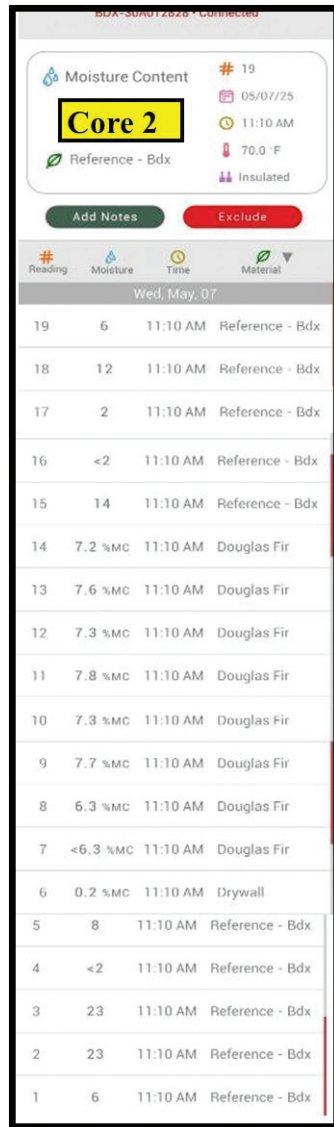 BDX-30A012828 • Connected
Moisture Content
# 19
05/07/25
Core 2
11:10 AM
Reference - Bdx
70.0 °F
Insulated
Add Notes Exclude
# Reading Moisture Time Material ▼
Wed, May, 07
19 6 11:10 AM Reference - Bdx
18 12 11:10 AM Reference - Bdx
17 2 11:10 AM Reference - Bdx
16 <2 11:10 AM Reference - Bdx
15 14 11:10 AM Reference - Bdx
14 7.2 %MC 11:10 AM Douglas Fir
13 7.6 %MC 11:10 AM Douglas Fir
12 7.3 %MC 11:10 AM Douglas Fir
11 7.8 %MC 11:10 AM Douglas Fir
10 7.3 %MC 11:10 AM Douglas Fir
9 7.7 %MC 11:10 AM Douglas Fir
8 6.3 %MC 11:10 AM Douglas Fir
7 <6.3 %MC 11:10 AM Douglas Fir
6 0.2 %MC 11:10 AM Drywall
5 8 11:10 AM Reference - Bdx
4 <2 11:10 AM Reference - Bdx
3 23 11:10 AM Reference - Bdx
2 23 11:10 AM Reference - Bdx
1 6 11:10 AM Reference - Bdx